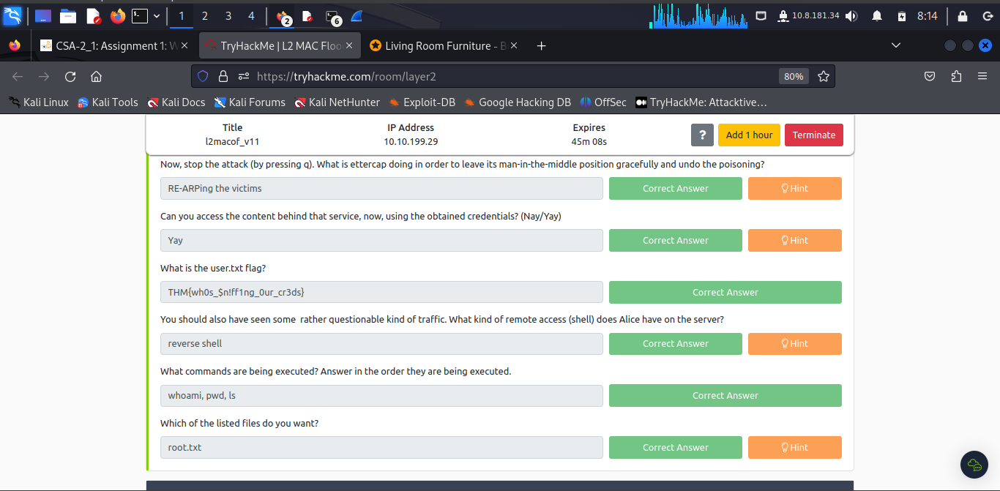 1 2 3 4 2 6 10.8.181.34 8:14
CSA-2_1: Assignment 1: W TryHackMe | L2 MAC Floo Living Room Furniture - B
https://tryhackme.com/room/layer2 80%
Kali Linux Kali Tools Kali Docs Kali Forums Kali NetHunter Exploit-DB Google Hacking DB OffSec TryHackMe: Attacktive…
Title IP Address Expires
l2macof_v11 10.10.199.29 45m 08s
? Add 1 hour Terminate
Now, stop the attack (by pressing q). What is ettercap doing in order to leave its man-in-the-middle position gracefully and undo the poisoning?
RE-ARPing the victims Correct Answer Hint
Can you access the content behind that service, now, using the obtained credentials? (Nay/Yay)
Yay Correct Answer Hint
What is the user.txt flag?
THM{wh0s_$n!ff1ng_0ur_cr3ds} Correct Answer
You should also have seen some rather questionable kind of traffic. What kind of remote access (shell) does Alice have on the server?
reverse shell Correct Answer Hint
What commands are being executed? Answer in the order they are being executed.
whoami, pwd, ls Correct Answer
Which of the listed files do you want?
root.txt Correct Answer Hint